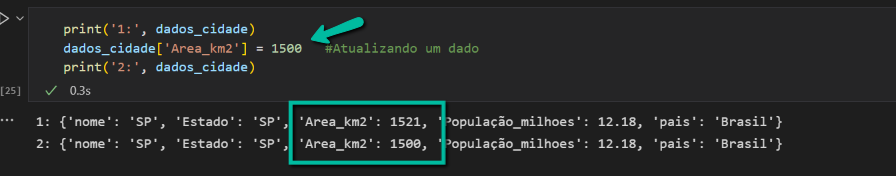 print('1:', dados_cidade)
dados_cidade['Area_km2'] = 1500 #Atualizando um dado
print('2:', dados_cidade)
[25] 0.3s
1: {'nome': 'SP', 'Estado': 'SP', 'Area_km2': 1521, 'População_milhoes': 12.18, 'pais': 'Brasil'}
2: {'nome': 'SP', 'Estado': 'SP', 'Area_km2': 1500, 'População_milhoes': 12.18, 'pais': 'Brasil'}